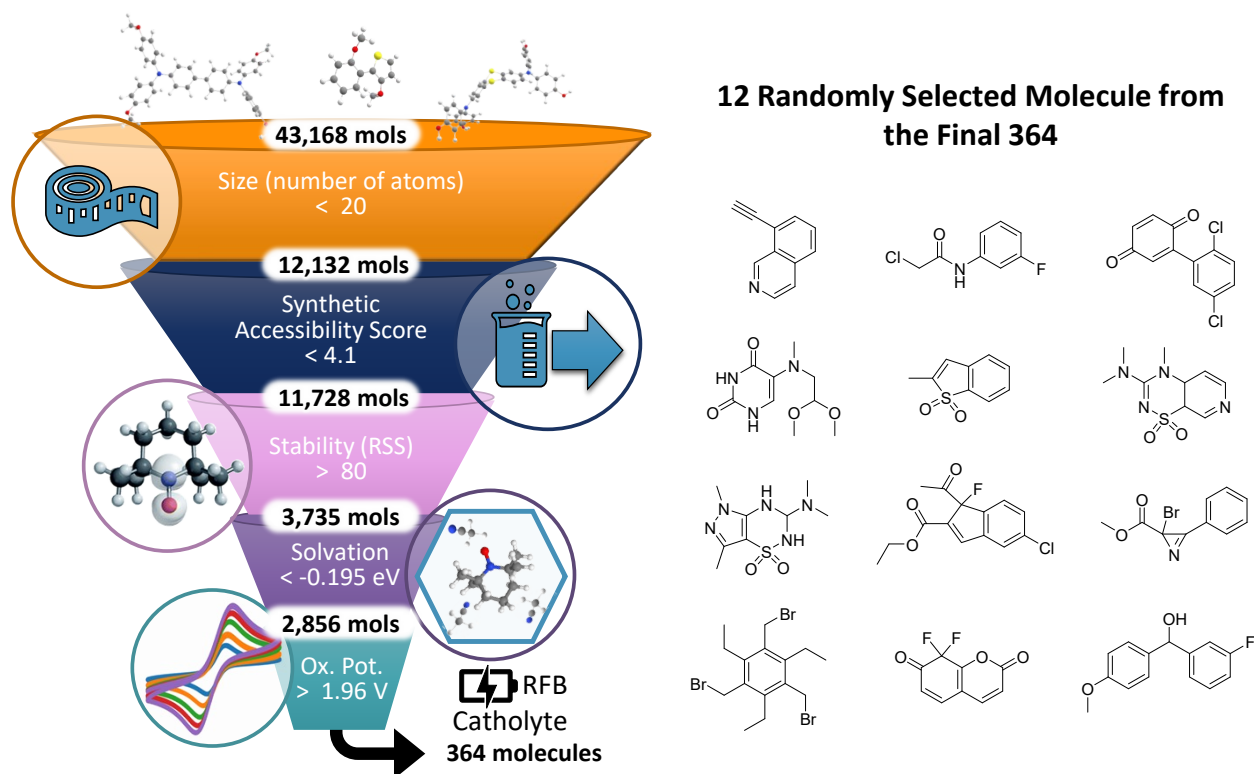 43,168 mols
Size (number of atoms)
< 20
12,132 mols
Synthetic
Accessibility Score
< 4.1
11,728 mols
Stability (RSS)
> 80
3,735 mols
Solvation
< -0.195 eV
2,856 mols
Ox. Pot.
> 1.96 V
RFB
Catholyte
364 molecules
12 Randomly Selected Molecule from
the Final 364
N
Cl
O
N
H
F
O
O
Cl
Cl
O
HN
O
N
H
N
O
O
S
O
O
N
N
N
S
O
O
N
N
N
N
H
N
N
NH
S
O
O
O
F
O
O
Cl
O
O
Br
N
Br
Br
Br
F
F
O
O
O
OH
F
O